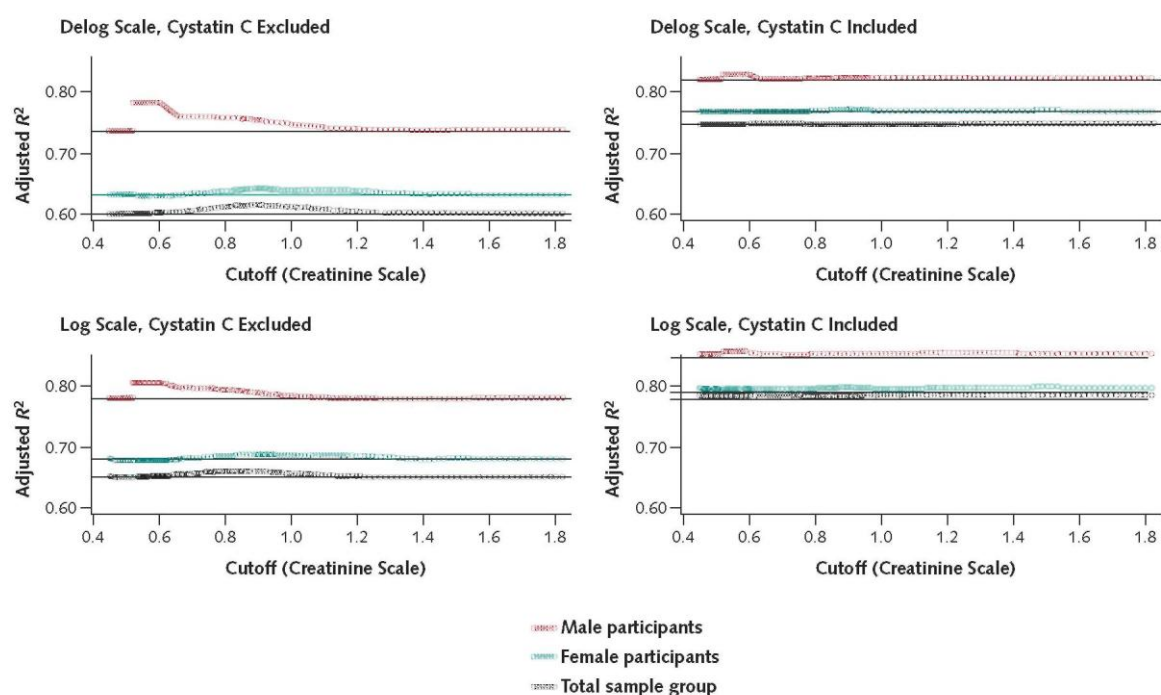 Delog Scale, Cystatin C Excluded
Adjusted R²
0.80
0.70
0.60
0.4 0.6 0.8 1.0 1.2 1.4 1.6 1.8
Cutoff (Creatinine Scale)
Delog Scale, Cystatin C Included
Adjusted R²
0.80
0.70
0.60
0.4 0.6 0.8 1.0 1.2 1.4 1.6 1.8
Cutoff (Creatinine Scale)
Log Scale, Cystatin C Excluded
Adjusted R²
0.80
0.70
0.60
0.4 0.6 0.8 1.0 1.2 1.4 1.6 1.8
Cutoff (Creatinine Scale)
Log Scale, Cystatin C Included
Adjusted R²
0.80
0.70
0.60
0.4 0.6 0.8 1.0 1.2 1.4 1.6 1.8
Cutoff (Creatinine Scale)
Male participants
Female participants
Total sample group